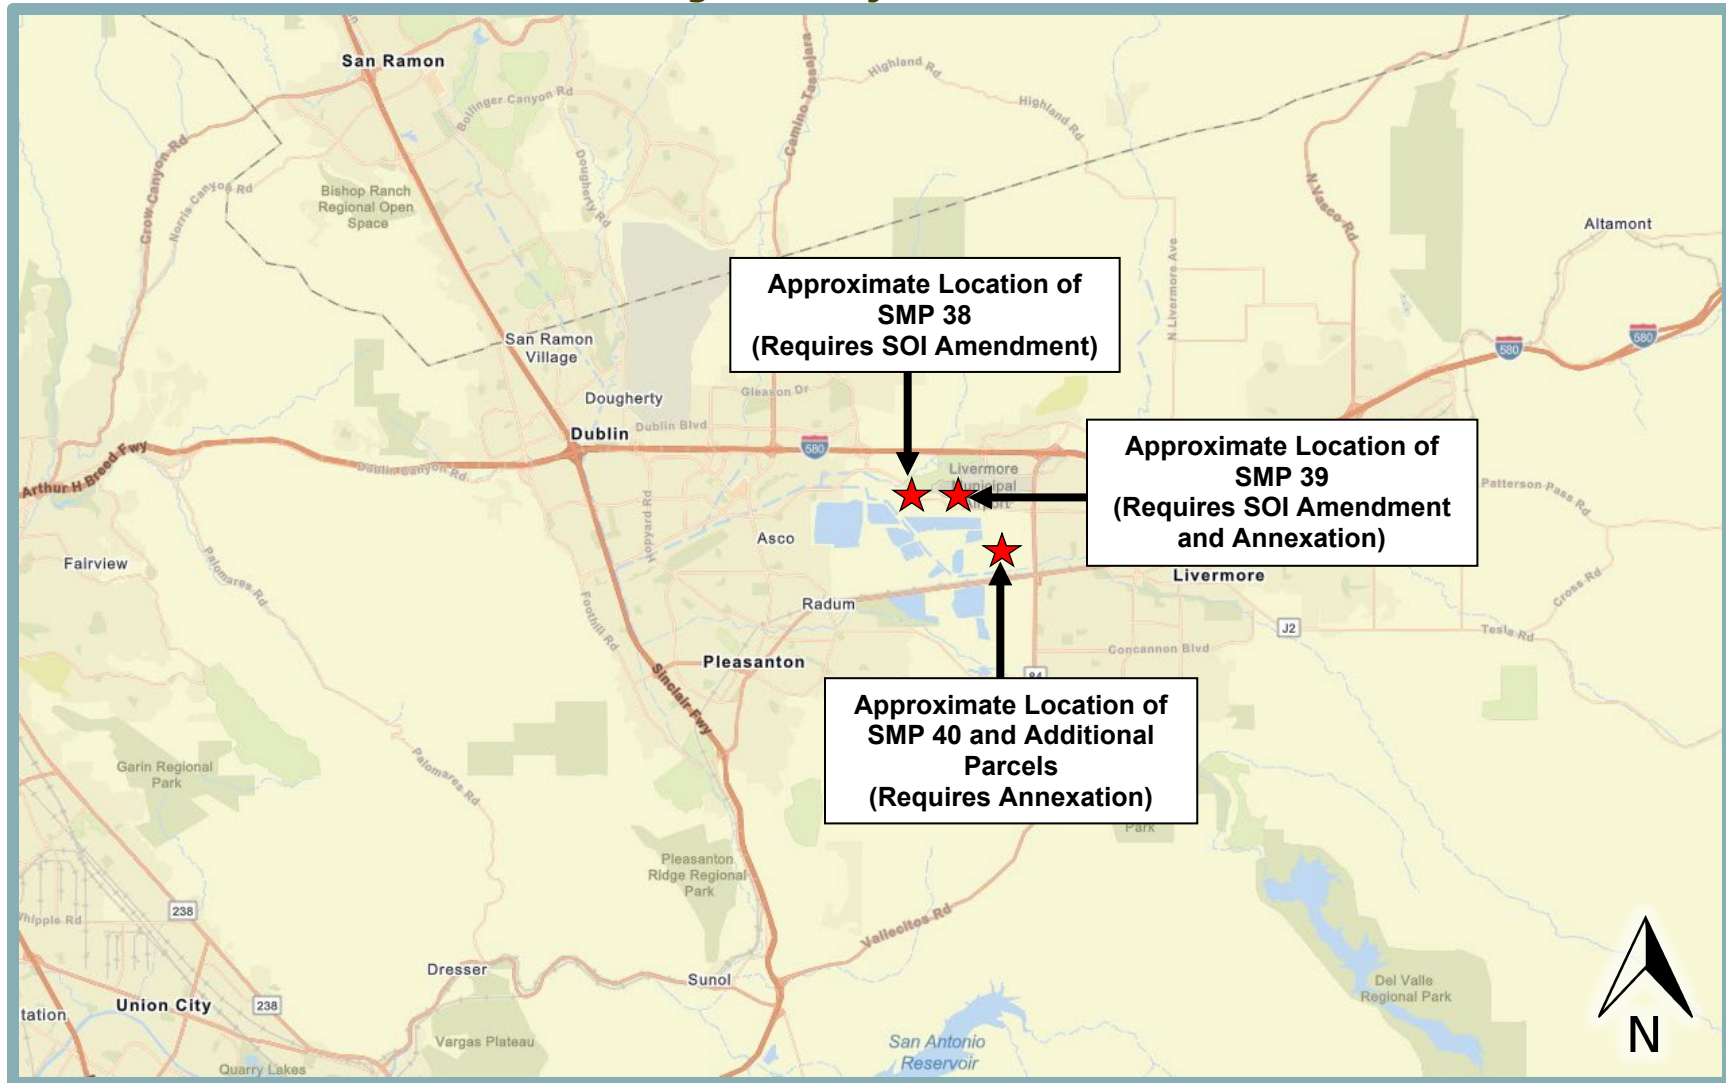 San Ramon
Bollinger Canyon Rd
Camino Tassajara
Highland Rd
Highland Rd
Crow Canyon Rd
Norris Canyon Rd
Dougherty Rd
Bishop Ranch
Regional Open
Space
N Vasco Rd
Altamont
N Livermore Ave
Approximate Location of
SMP 38
(Requires SOI Amendment)
San Ramon
Village
580
580
Dougherty
Gleason Dr
Dublin
Dublin Blvd
580
Arthur H Breed Fwy
Dublin Canyon Rd
Livermore
Municipal
Airport
Approximate Location of
SMP 39
(Requires SOI Amendment
and Annexation)
Patterson Pass Rd
Hopyard Rd
Asco
Fairview
Palomares Rd
Livermore
Cross Rd
Foothill Rd
Radum
J2
Tesla Rd
Concannon Blvd
Pleasanton
Sinclair Fwy
84
Approximate Location of
SMP 40 and Additional
Parcels
(Requires Annexation)
Park
Garin Regional
Park
Palomares Rd
Pleasanton
Ridge Regional
Park
238
Whipple Rd
Vallecitos Rd
Dresser
Sunol
Del Valle
Regional Park
Union City
238
tation
Vargas Plateau
San Antonio
Reservoir
Quarry Lakes
N